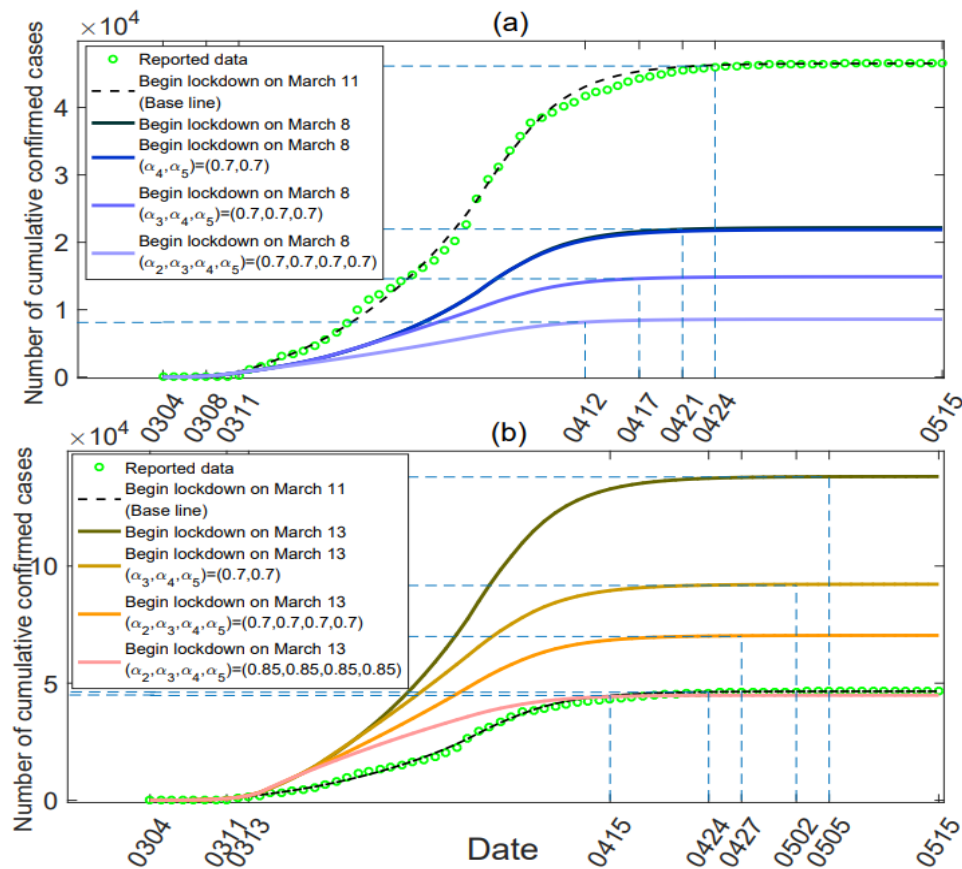 (a)
×10⁴
Number of cumulative confirmed cases
4
3
2
1
0
Reported data
Begin lockdown on March 11
(Base line)
Begin lockdown on March 8
Begin lockdown on March 8
(α₄,α₅)=(0.7,0.7)
Begin lockdown on March 8
(α₃,α₄,α₅)=(0.7,0.7,0.7)
Begin lockdown on March 8
(α₂,α₃,α₄,α₅)=(0.7,0.7,0.7,0.7)
0304
0308
0311
0412
0417
0421
0424
0515
(b)
×10⁴
Number of cumulative confirmed cases
10
5
0
Reported data
Begin lockdown on March 11
(Base line)
Begin lockdown on March 13
Begin lockdown on March 13
(α₃,α₄,α₅)=(0.7,0.7)
Begin lockdown on March 13
(α₂,α₃,α₄,α₅)=(0.7,0.7,0.7,0.7)
Begin lockdown on March 13
(α₂,α₃,α₄,α₅)=(0.85,0.85,0.85,0.85)
0304
0311
0313
0415
0424
0427
0502
0505
0515
Date